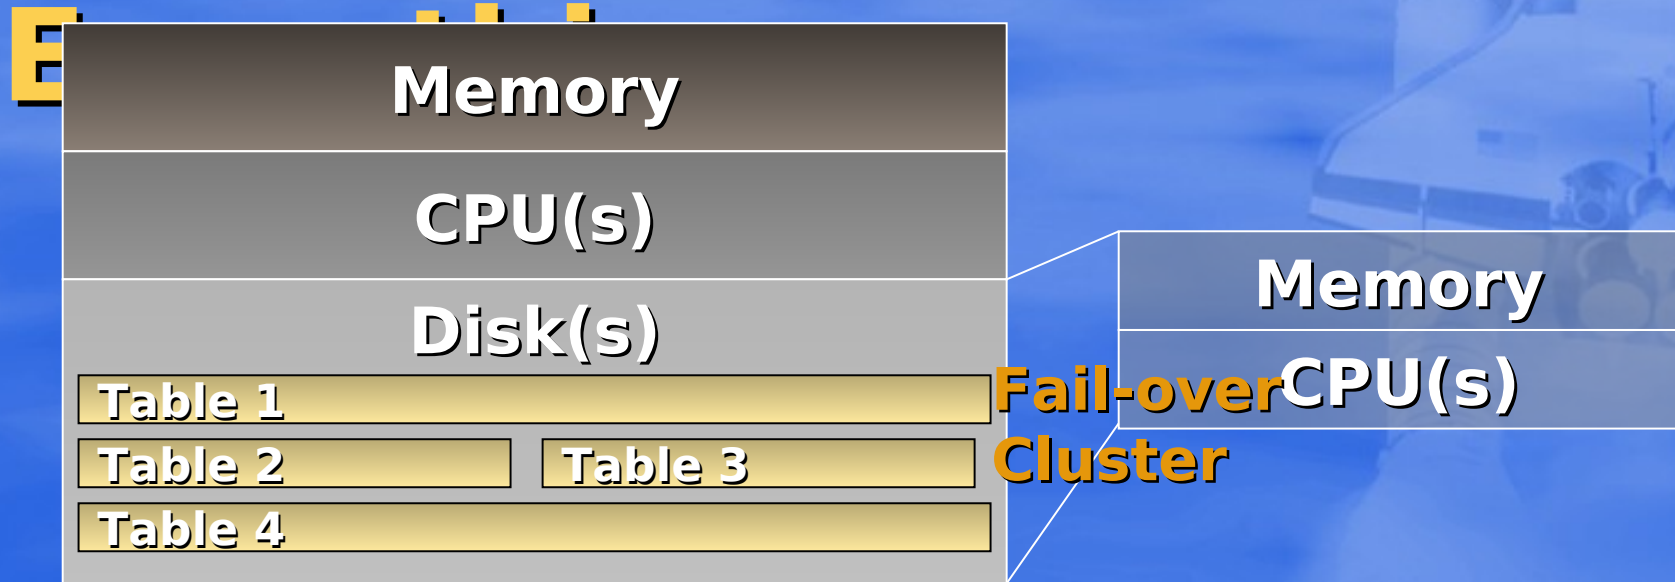 Memory
CPU(s)
Disk(s)
Table 1
Table 2 Table 3
Table 4
Memory
CPU(s)
Fail-over
Cluster